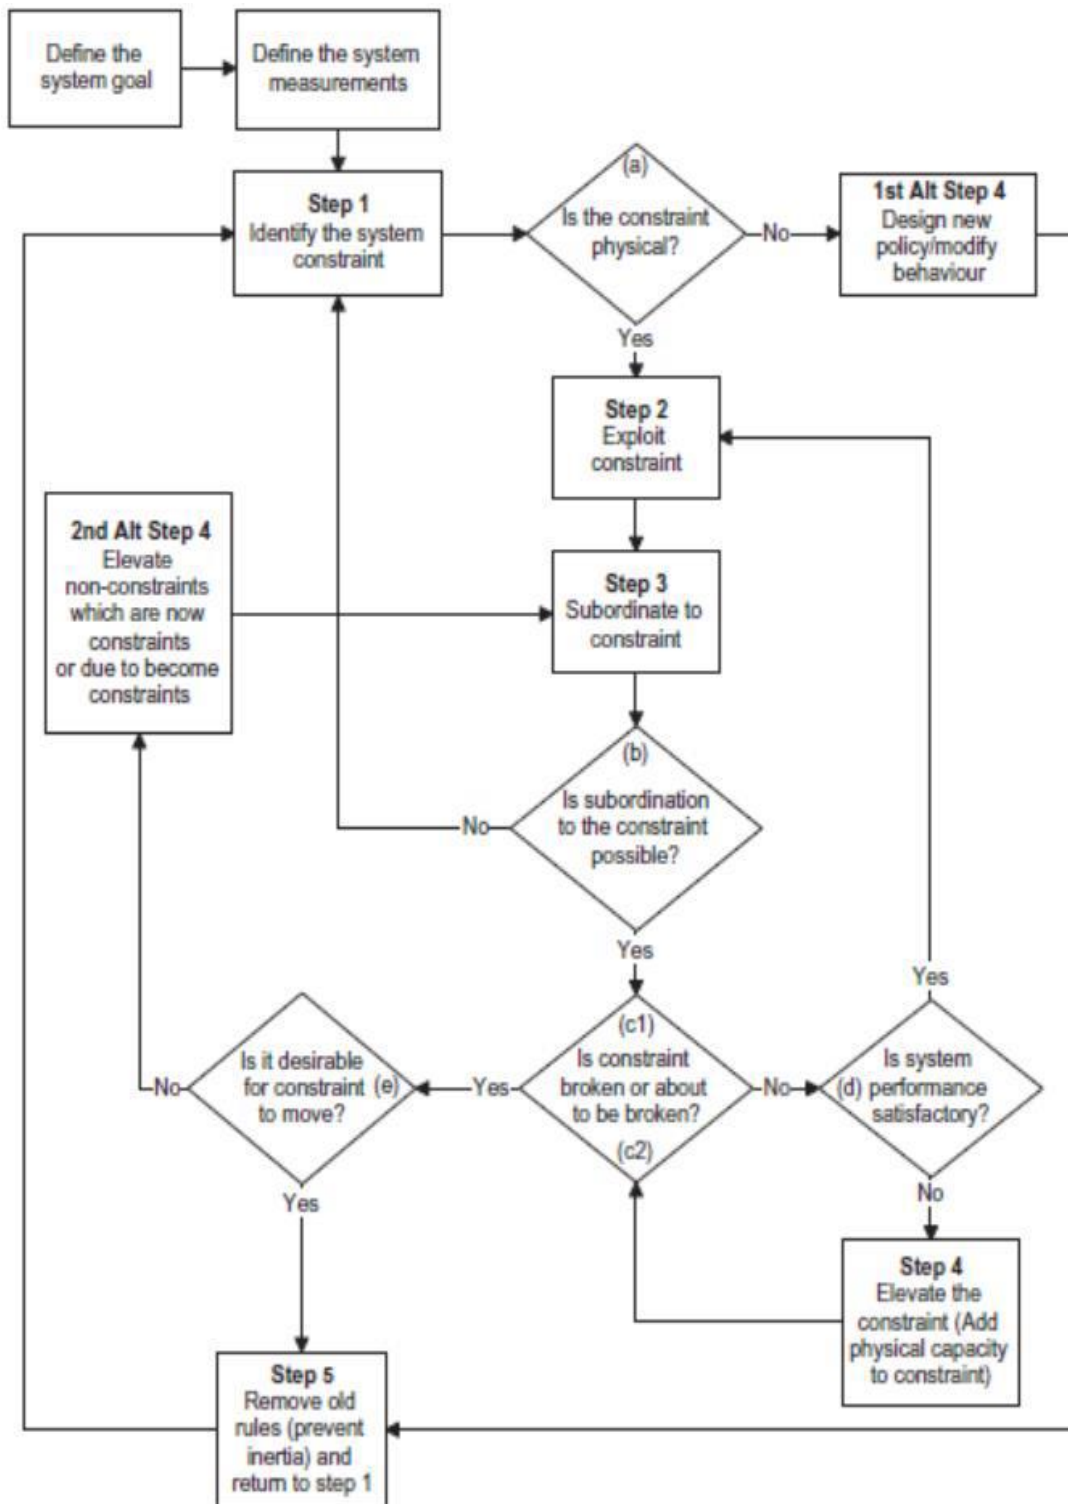 Define the
system goal
Define the system
measurements
Step 1
Identify the system
constraint
(a)
Is the constraint
physical?
No
1st Alt Step 4
Design new
policy/modify
behaviour
Yes
Step 2
Exploit
constraint
2nd Alt Step 4
Elevate
non-constraints
which are now
constraints
or due to become
constraints
Step 3
Subordinate to
constraint
(b)
Is subordination
to the constraint
possible?
No
Yes
Yes
(c1)
Is constraint
broken or about
to be broken?
(c2)
Is it desirable
for constraint (e)
to move?
No
Yes
No
Is system
(d) performance
satisfactory?
Yes
No
Step 4
Elevate the
constraint (Add
physical capacity
to constraint)
Step 5
Remove old
rules (prevent
inertia) and
return to step 1